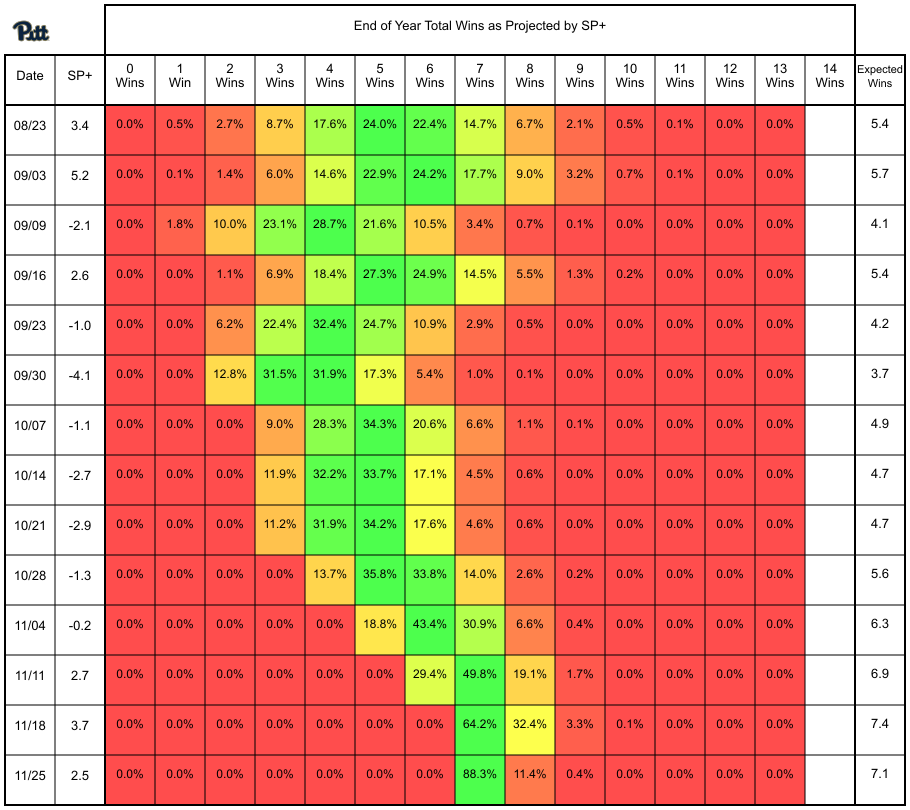 Pitt
End of Year Total Wins as Projected by SP+
Date SP+ 0 Wins 1 Win 2 Wins 3 Wins 4 Wins 5 Wins 6 Wins 7 Wins 8 Wins 9 Wins 10 Wins 11 Wins 12 Wins 13 Wins 14 Wins Expected Wins
08/23 3.4 0.0% 0.5% 2.7% 8.7% 17.6% 24.0% 22.4% 14.7% 6.7% 2.1% 0.5% 0.1% 0.0% 0.0% 5.4
09/03 5.2 0.0% 0.1% 1.4% 6.0% 14.6% 22.9% 24.2% 17.7% 9.0% 3.2% 0.7% 0.1% 0.0% 0.0% 5.7
09/09 -2.1 0.0% 1.8% 10.0% 23.1% 28.7% 21.6% 10.5% 3.4% 0.7% 0.1% 0.0% 0.0% 0.0% 0.0% 4.1
09/16 2.6 0.0% 0.0% 1.1% 6.9% 18.4% 27.3% 24.9% 14.5% 5.5% 1.3% 0.2% 0.0% 0.0% 0.0% 5.4
09/23 -1.0 0.0% 0.0% 6.2% 22.4% 32.4% 24.7% 10.9% 2.9% 0.5% 0.0% 0.0% 0.0% 0.0% 0.0% 4.2
09/30 -4.1 0.0% 0.0% 12.8% 31.5% 31.9% 17.3% 5.4% 1.0% 0.1% 0.0% 0.0% 0.0% 0.0% 0.0% 3.7
10/07 -1.1 0.0% 0.0% 0.0% 9.0% 28.3% 34.3% 20.6% 6.6% 1.1% 0.1% 0.0% 0.0% 0.0% 0.0% 4.9
10/14 -2.7 0.0% 0.0% 0.0% 11.9% 32.2% 33.7% 17.1% 4.5% 0.6% 0.0% 0.0% 0.0% 0.0% 0.0% 4.7
10/21 -2.9 0.0% 0.0% 0.0% 11.2% 31.9% 34.2% 17.6% 4.6% 0.6% 0.0% 0.0% 0.0% 0.0% 0.0% 4.7
10/28 -1.3 0.0% 0.0% 0.0% 0.0% 13.7% 35.8% 33.8% 14.0% 2.6% 0.2% 0.0% 0.0% 0.0% 0.0% 5.6
11/04 -0.2 0.0% 0.0% 0.0% 0.0% 0.0% 18.8% 43.4% 30.9% 6.6% 0.4% 0.0% 0.0% 0.0% 0.0% 6.3
11/11 2.7 0.0% 0.0% 0.0% 0.0% 0.0% 0.0% 29.4% 49.8% 19.1% 1.7% 0.0% 0.0% 0.0% 0.0% 6.9
11/18 3.7 0.0% 0.0% 0.0% 0.0% 0.0% 0.0% 0.0% 64.2% 32.4% 3.3% 0.1% 0.0% 0.0% 0.0% 7.4
11/25 2.5 0.0% 0.0% 0.0% 0.0% 0.0% 0.0% 0.0% 88.3% 11.4% 0.4% 0.0% 0.0% 0.0% 0.0% 7.1